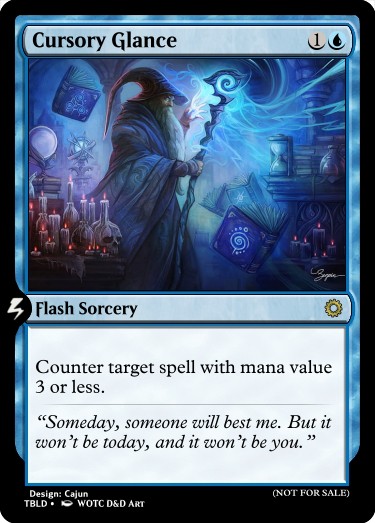 Cursory Glance
1
Flash Sorcery
Counter target spell with mana value
3 or less.
“Someday, someone will best me. But it
won’t be today, and it won’t be you.”
Design: Cajun
(NOT FOR SALE)
TBLD • WOTC D&D ART